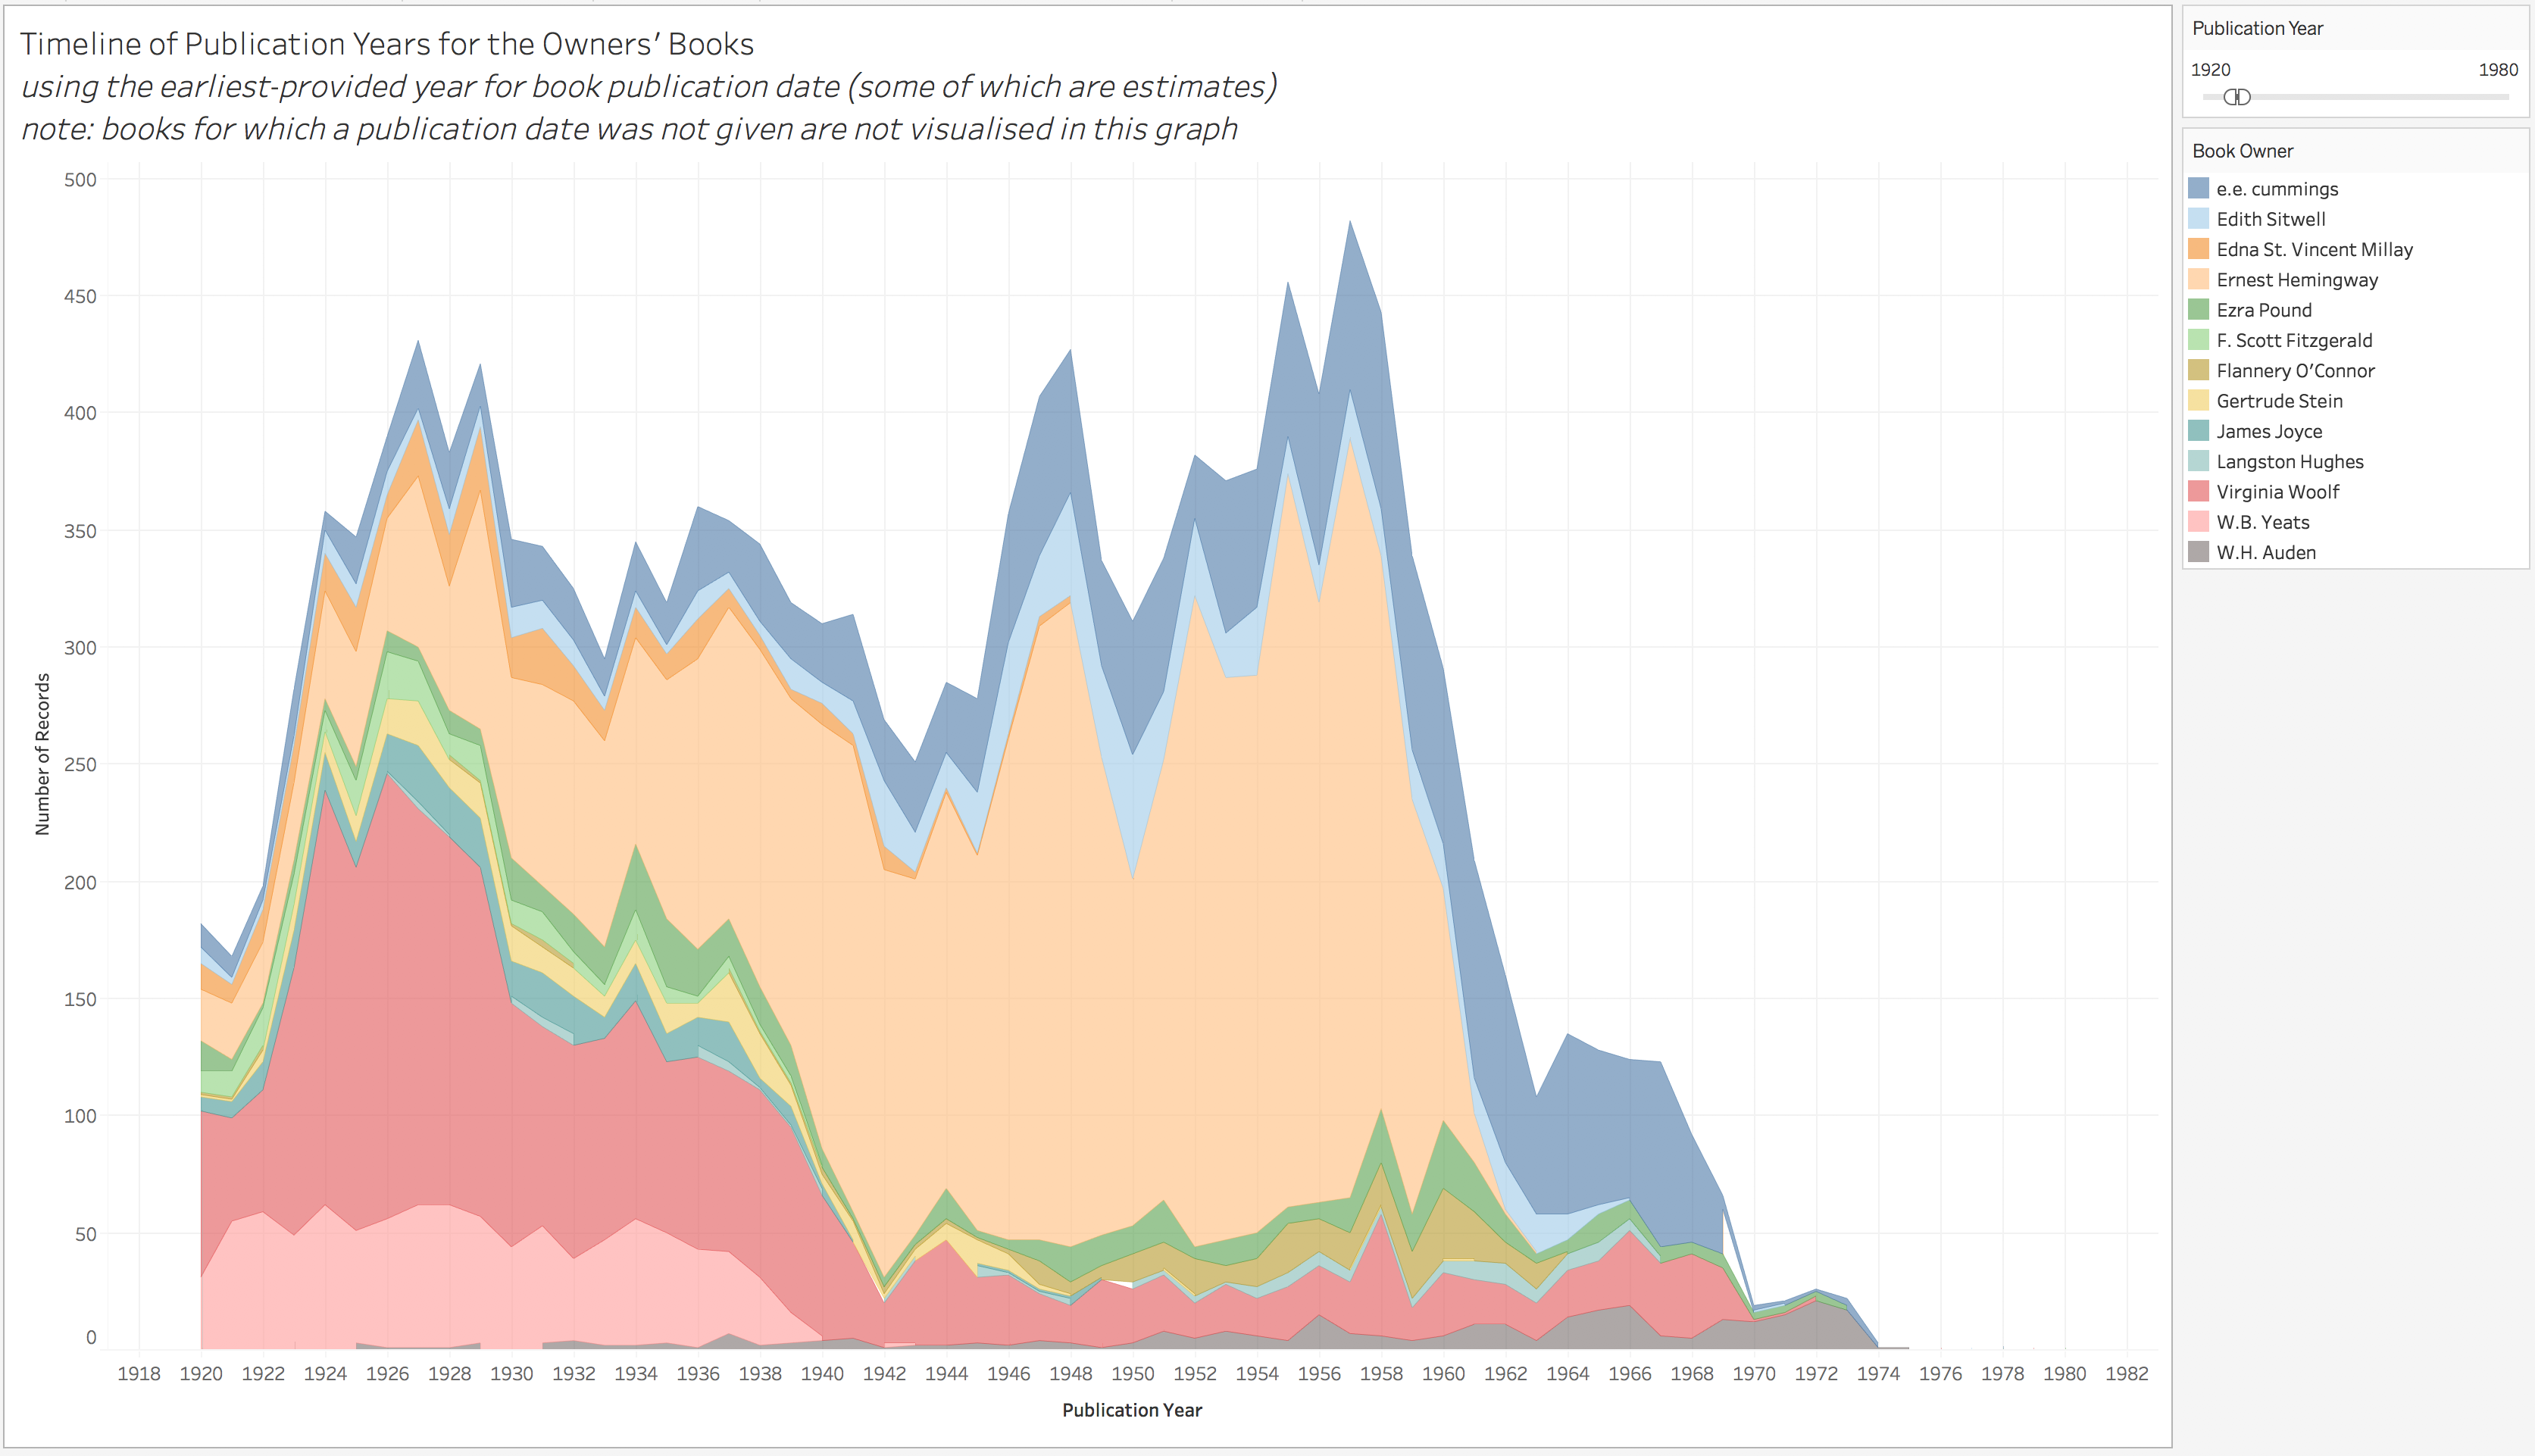 Timeline of Publication Years for the Owners’ Books
using the earliest-provided year for book publication date (some of which are estimates)
note: books for which a publication date was not given are not visualised in this graph
500
450
400
350
300
250
200
150
100
50
0
Number of Records
1918 1920 1922 1924 1926 1928 1930 1932 1934 1936 1938 1940 1942 1944 1946 1948 1950 1952 1954 1956 1958 1960 1962 1964 1966 1968 1970 1972 1974 1976 1978 1980 1982
Publication Year
Publication Year
1920 1980
Book Owner
e.e. cummings
Edith Sitwell
Edna St. Vincent Millay
Ernest Hemingway
Ezra Pound
F. Scott Fitzgerald
Flannery O’Connor
Gertrude Stein
James Joyce
Langston Hughes
Virginia Woolf
W.B. Yeats
W.H. Auden